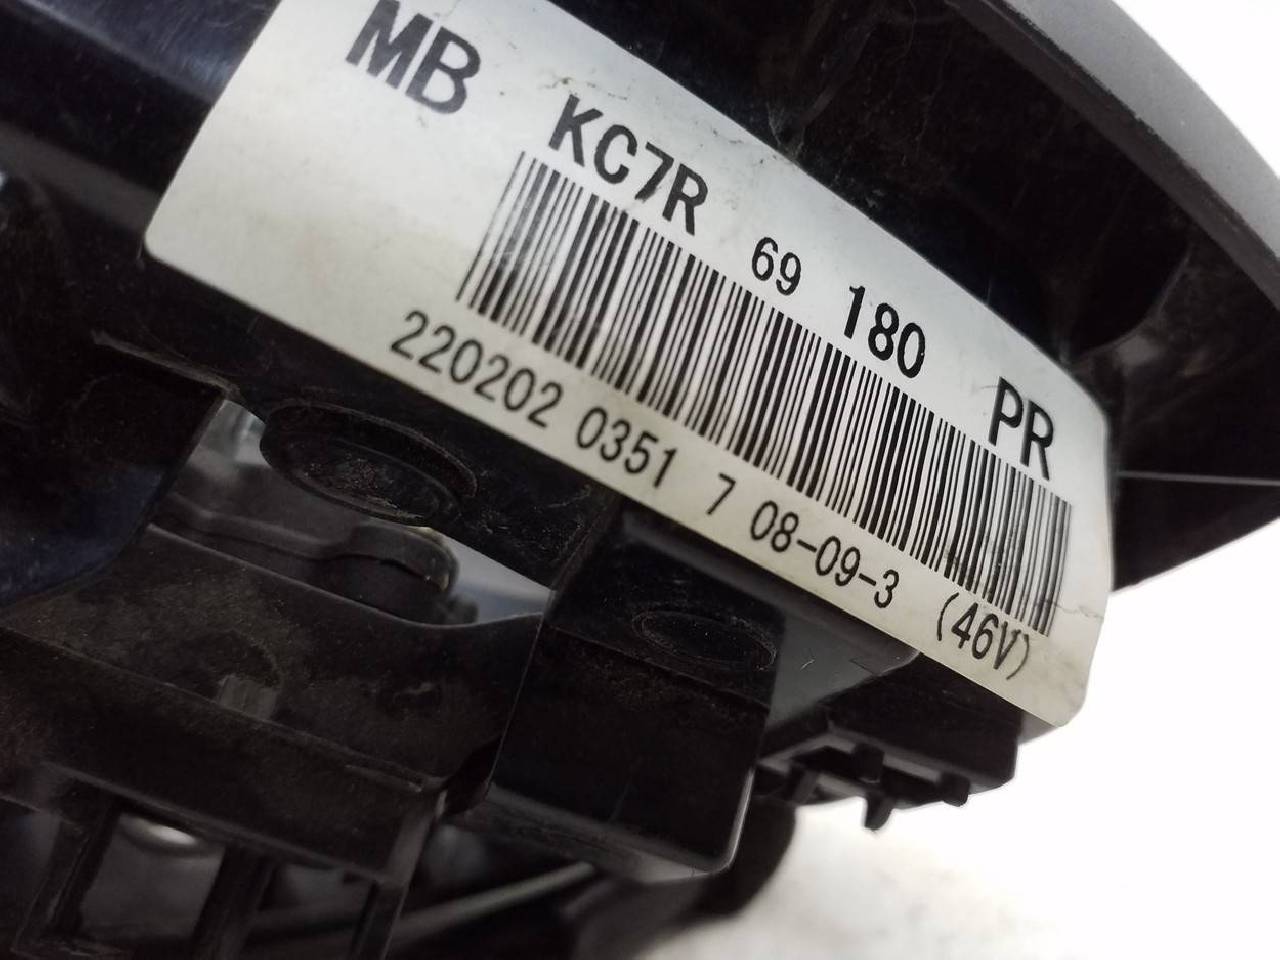 MB KC7R 69 180 PR
220202 0351 7 08-09-3 (46V)